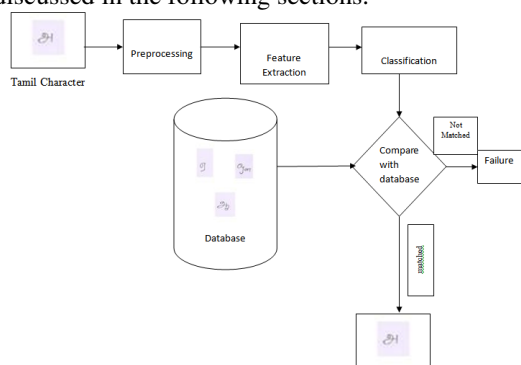 discussed in the following sections.
Preprocessing
Feature
Extraction
Classification
Tamil Character
Not
Matched
Compare
with
database
Failure
Database
matched